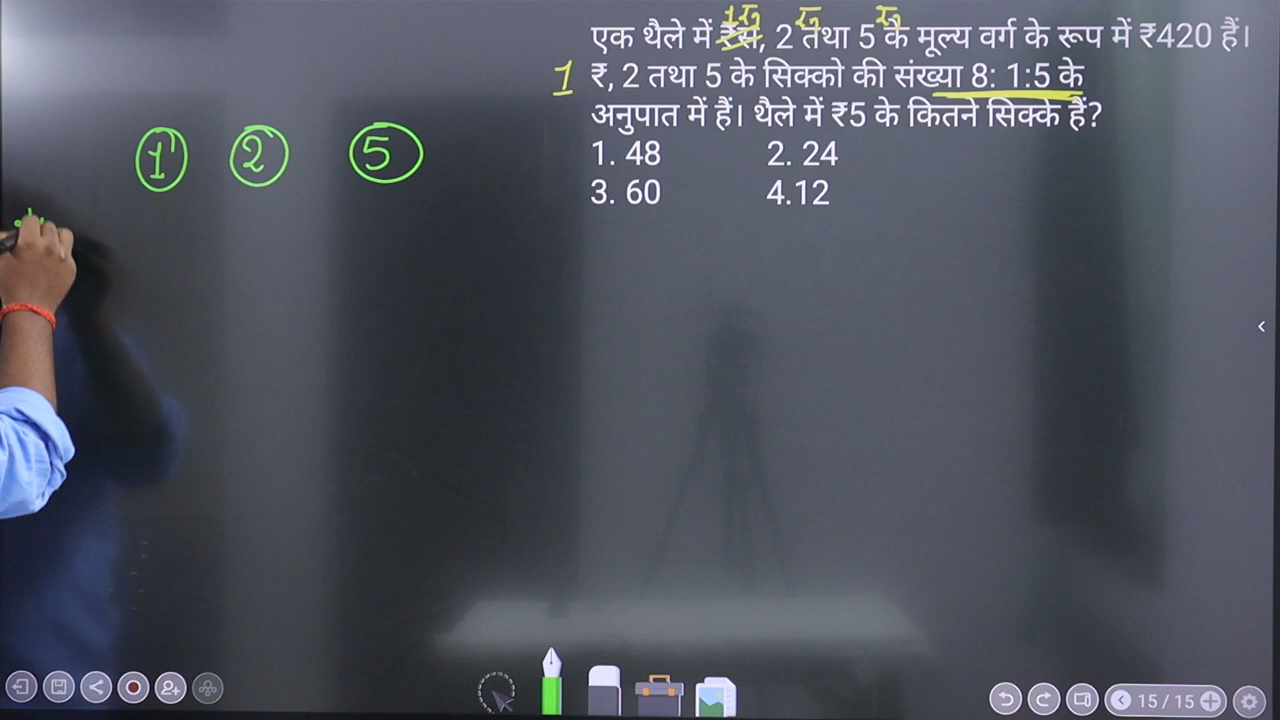 1रु रु रु
एक थैले में रैस, 2 तथा 5 के मूल्य वर्ग के रूप में ₹420 हैं।
1 ₹, 2 तथा 5 के सिक्को की संख्या 8: 1:5 के
अनुपात में हैं। थैले में ₹5 के कितने सिक्के हैं?
1 2 5
1. 48 2. 24
3. 60 4.12
15/15